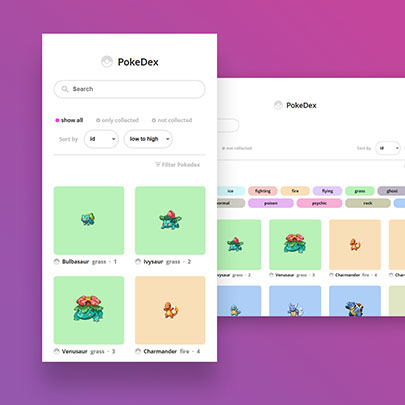 PokeDex
Search
show all only collected not collected
Sort by id low to high
Filter Pokedex
Bulbasaur grass - 1
Ivysaur grass - 2
Venusaur grass - 3
Charmander fire - 4
PokeDex
not collected
Sort by id
ice fighting fire flying grass ghost
normal poison psychic rock
saur grass - 2
Venusaur grass - 3
Charmander fire - 4